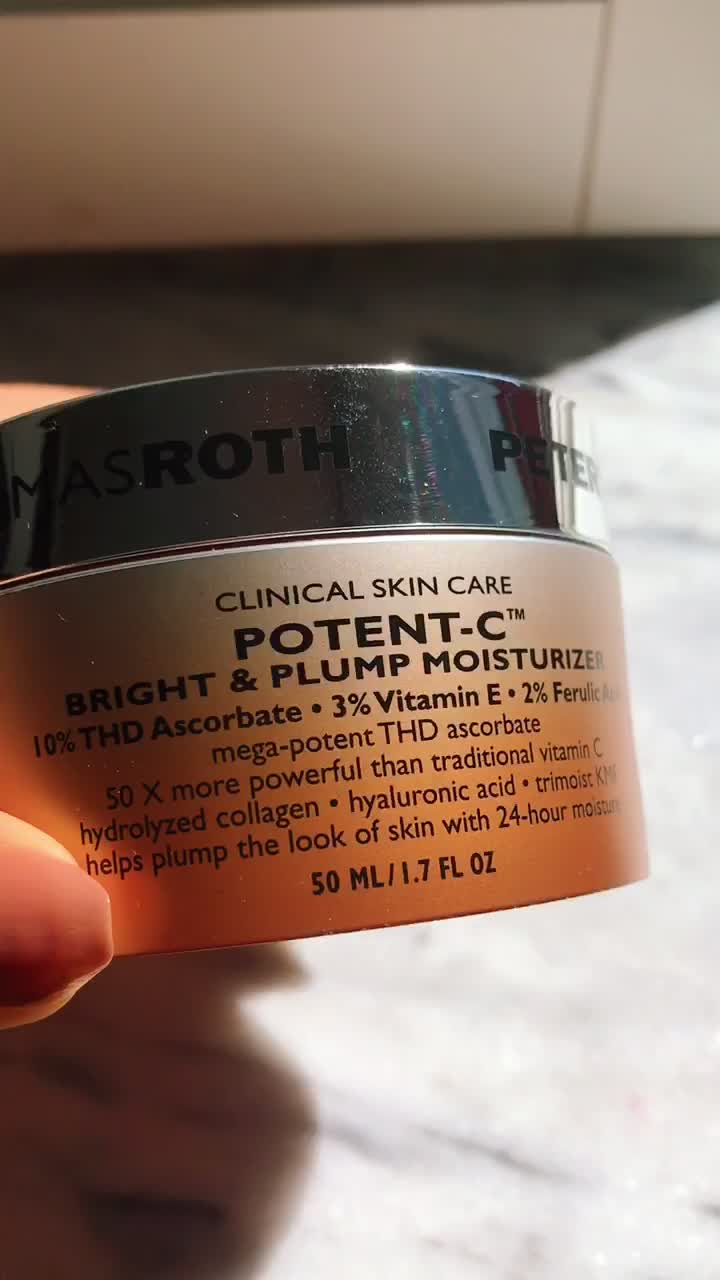 MASROTH PETER
CLINICAL SKIN CARE
POTENT-C™
BRIGHT & PLUMP MOISTURIZER
10% THD Ascorbate • 3% Vitamin E • 2% Ferulic
mega-potent THD ascorbate
50 X more powerful than traditional vitamin C
hydrolyzed collagen • hyaluronic acid • trimoist
helps plump the look of skin with 24-hour moisture
50 ML/1.7 FL OZ